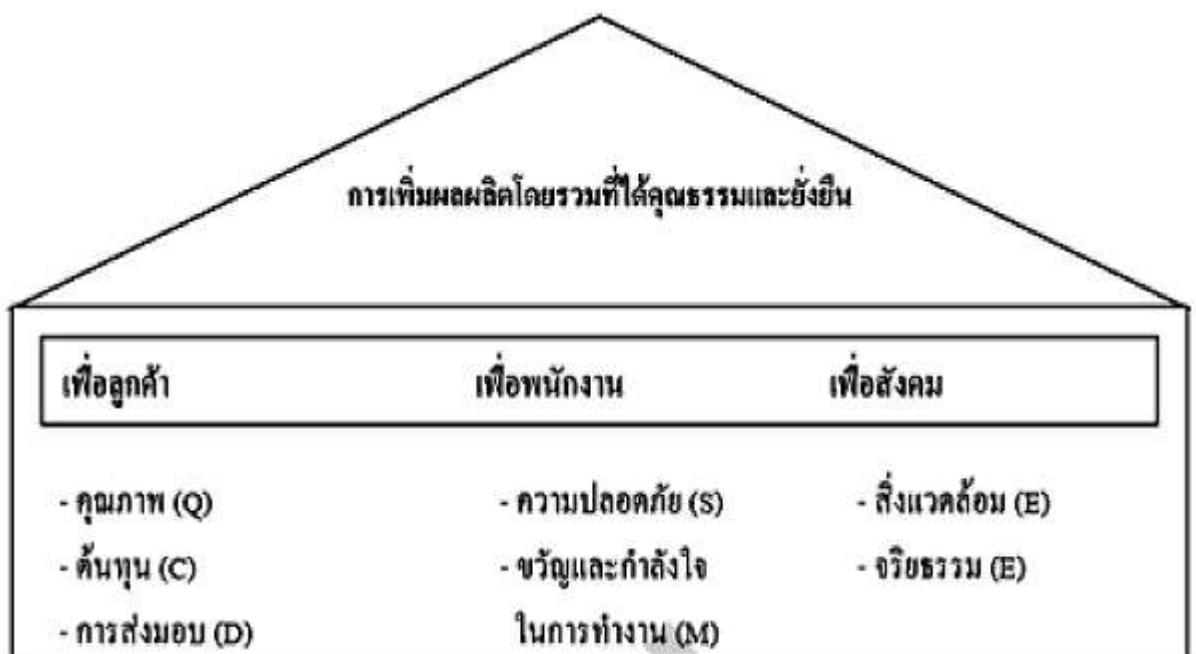 การเพิ่มผลผลิตโดยรวมที่ได้คุณธรรมและยั่งยืน
เพื่อลูกค้า เพื่อพนักงาน เพื่อสังคม
- คุณภาพ (Q) - ความปลอดภัย (S) - สิ่งแวดล้อม (E)
- ต้นทุน (C) - ขวัญและกำลังใจ - จริยธรรม (E)
- การส่งมอบ (D) ในการทำงาน (M)